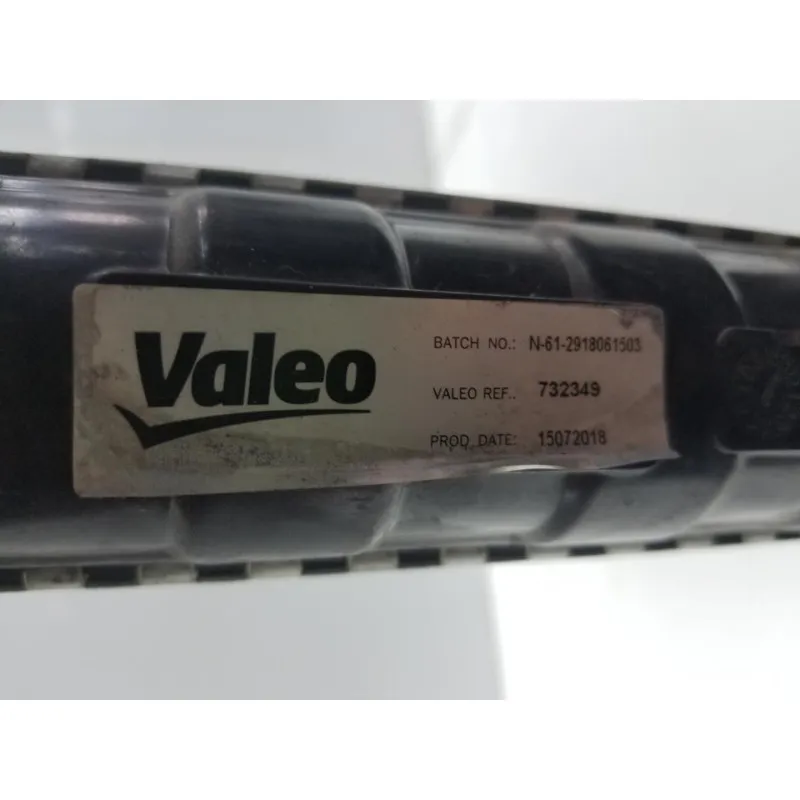 Valeo
BATCH NO.: N-61-2918061503
VALEO REF.. 732349
PROD. DATE: 15072018